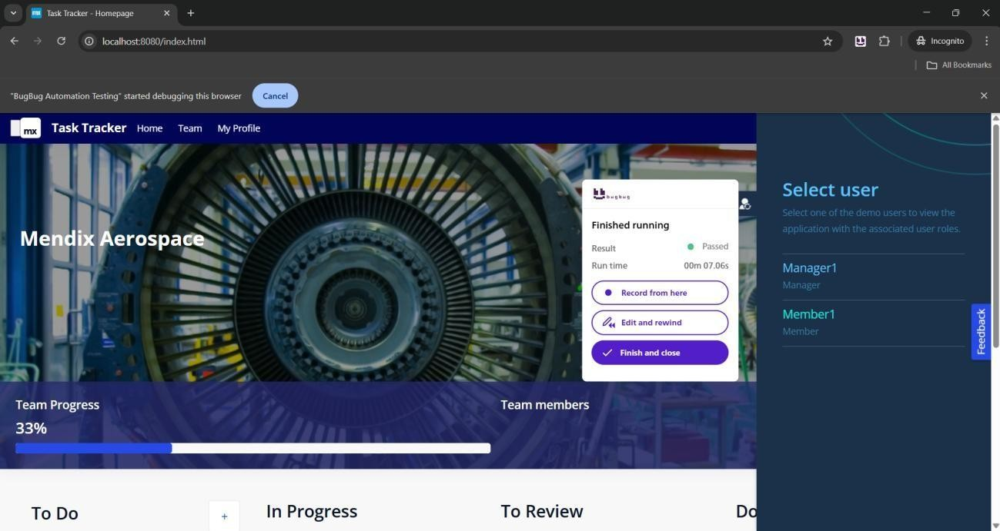 Task Tracker - Homepage
localhost:8080/index.html
Incognito
All Bookmarks
"BugBug Automation Testing" started debugging this browser
Cancel
mx
Task Tracker
Home
Team
My Profile
Mendix Aerospace
bugbug
Finished running
Result
Passed
Run time
00m 07.06s
Record from here
Edit and rewind
Finish and close
Select user
Select one of the demo users to view the
application with the associated user roles.
Manager1
Manager
Member1
Member
Feedback
Team Progress
33%
Team members
To Do
+
In Progress
To Review
Do